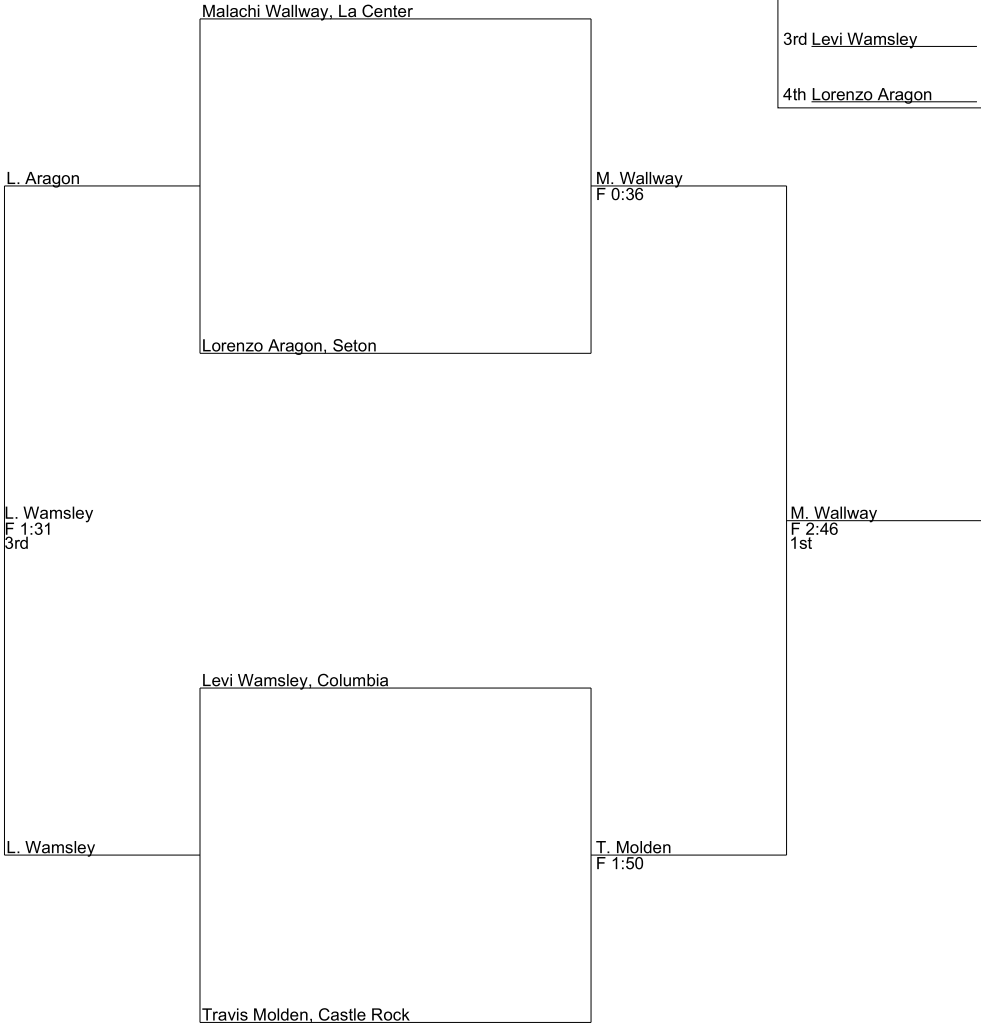 Malachi Wallway, La Center
3rd Levi Wamsley
4th Lorenzo Aragon
L. Aragon
M. Wallway
F 0:36
Lorenzo Aragon, Seton
L. Wamsley
F 1:31
3rd
M. Wallway
F 2:46
1st
Levi Wamsley, Columbia
L. Wamsley
T. Molden
F 1:50
Travis Molden, Castle Rock